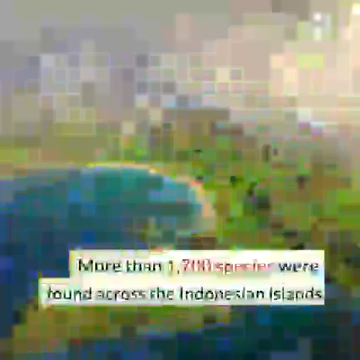 More than 1,700 species were
found across the Indonesian islands